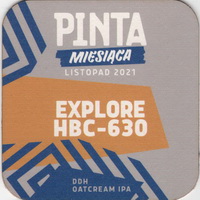 PINTA
MIESIĄCA
LISTOPAD 2021
EXPLORE
HBC-630
DDH
OATCREAM IPA